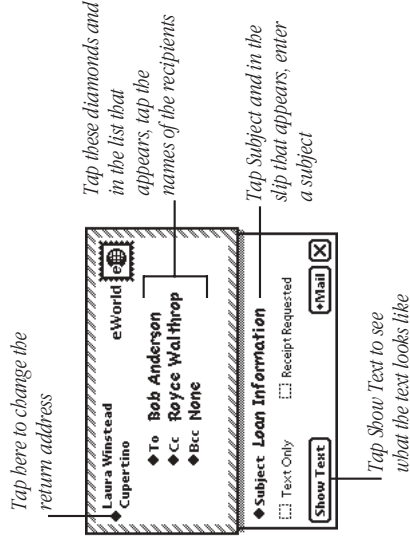 Tap here to change the
return address
Tap these diamonds and
in the list that
appears, tap the
names of the recipients
Laura Winstead
◆ Cupertino
eWorld
e
◆ To Bob Anderson
◆ Cc Royce Walthrop
◆ Bcc None
Tap Subject and in the
slip that appears, enter
a subject
◆ Subject Loan Information
Text Only
Receipt Requested
Show Text
◆Mail
Tap Show Text to see
what the text looks like